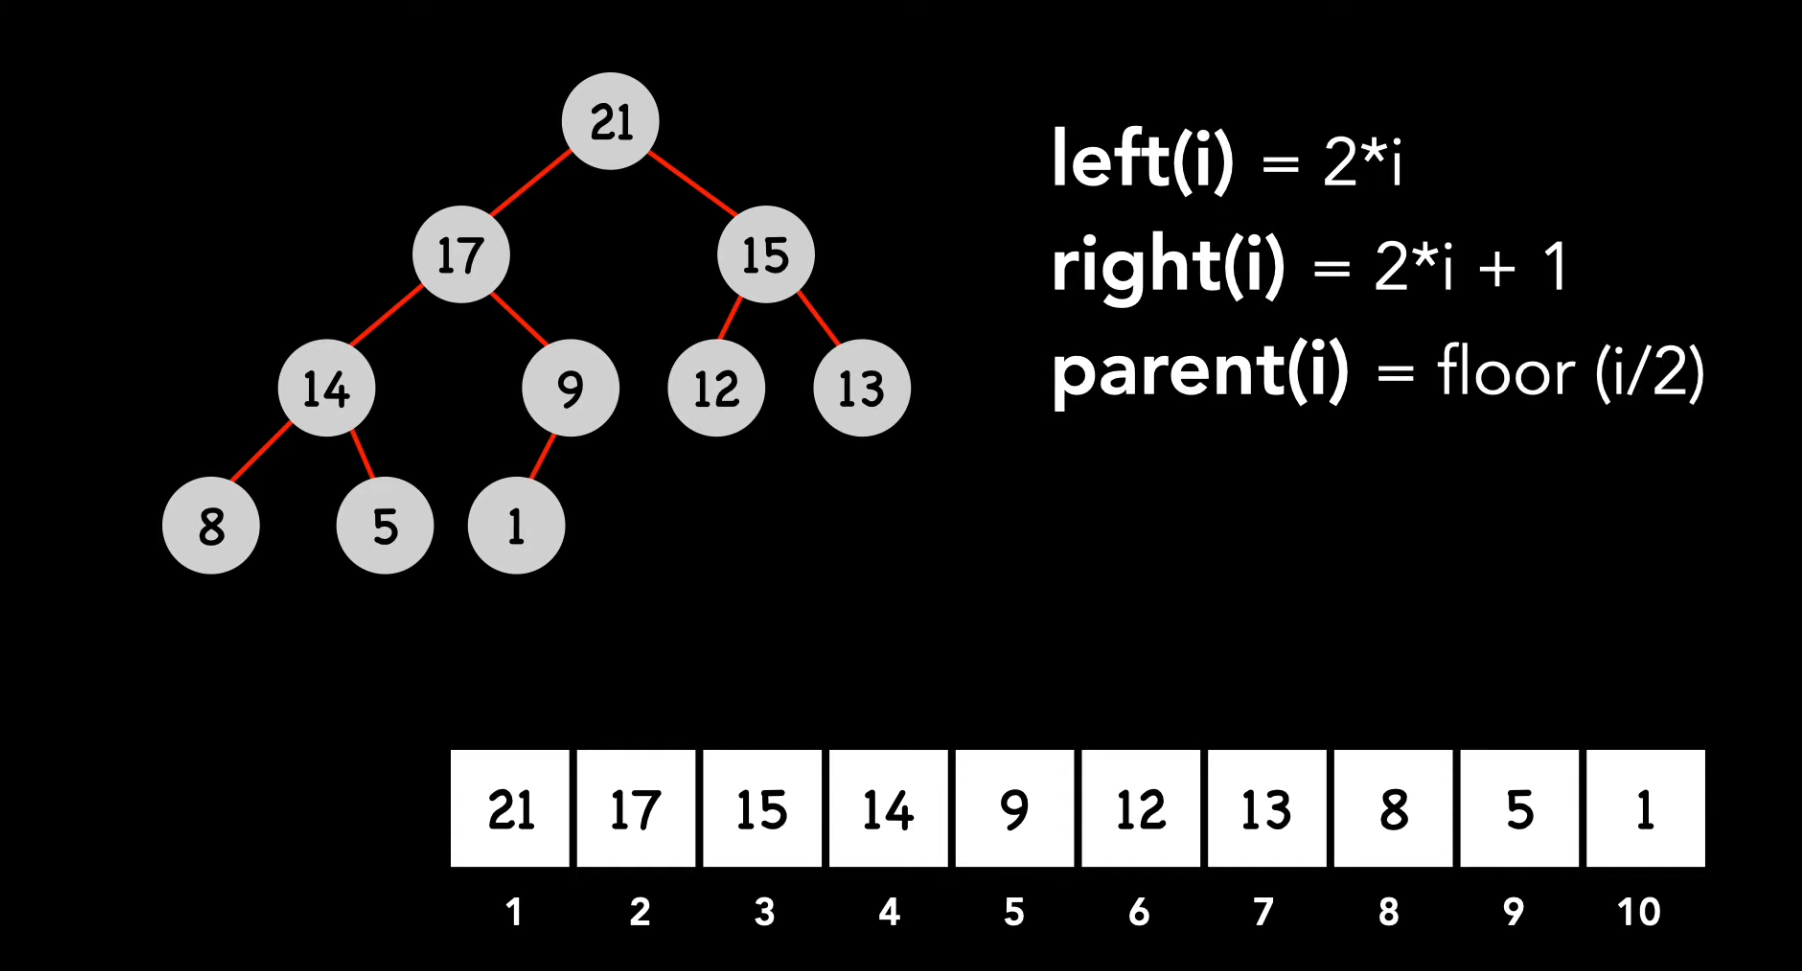 21
17 15
14 9 12 13
8 5 1
left(i) = 2*i
right(i) = 2*i + 1
parent(i) = floor (i/2)
21 17 15 14 9 12 13 8 5 1
1 2 3 4 5 6 7 8 9 10